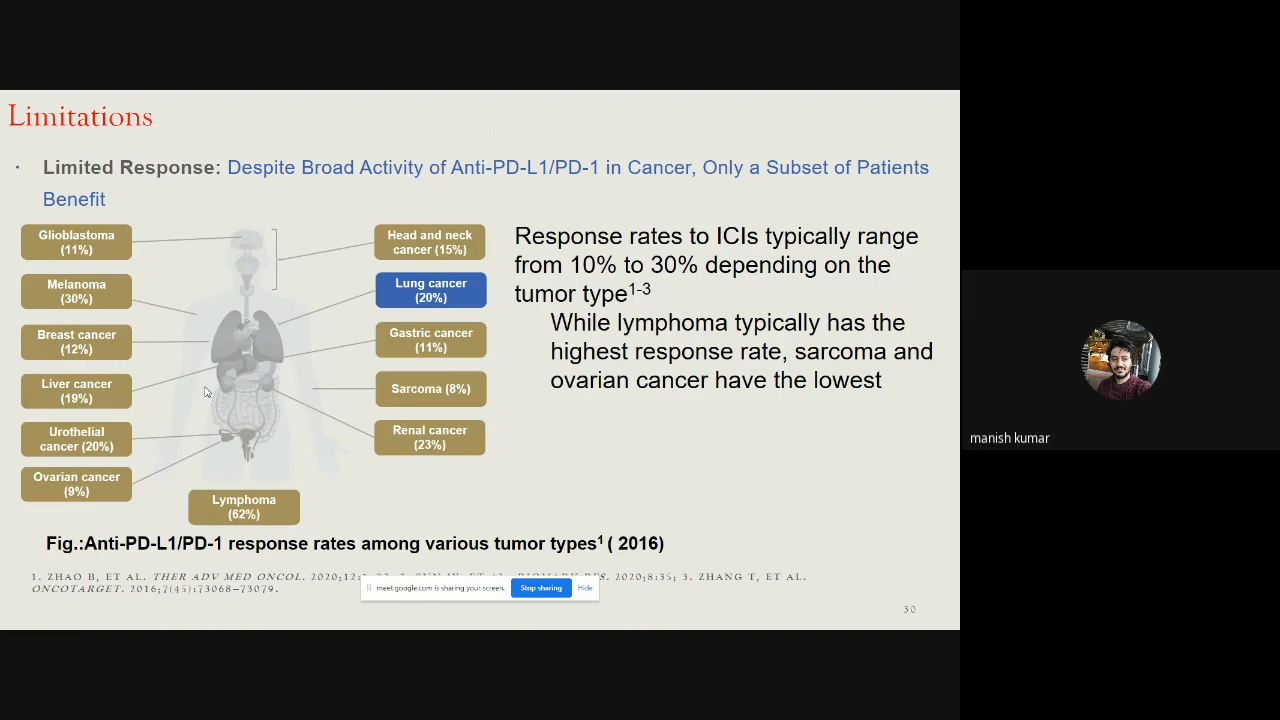 Limitations
• Limited Response: Despite Broad Activity of Anti-PD-L1/PD-1 in Cancer, Only a Subset of Patients
Benefit
Glioblastoma
(11%)
Melanoma
(30%)
Breast cancer
(12%)
Liver cancer
(19%)
Urothelial
cancer (20%)
Ovarian cancer
(9%)
Lymphoma
(62%)
Head and neck
cancer (15%)
Lung cancer
(20%)
Gastric cancer
(11%)
Sarcoma (8%)
Renal cancer
(23%)
Response rates to ICIs typically range
from 10% to 30% depending on the
tumor type1-3
While lymphoma typically has the
highest response rate, sarcoma and
ovarian cancer have the lowest
Fig.:Anti-PD-L1/PD-1 response rates among various tumor types1 ( 2016)
1. ZHAO B, ET AL. THER ADV MED ONCOL. 2020;12:1 RES. 2020;8:35; 3. ZHANG T, ET AL.
ONCOTARGET. 2016;7(45):73068–73079.
meet.google.com is sharing your screen.
Stop sharing
Hide
30
manish kumar